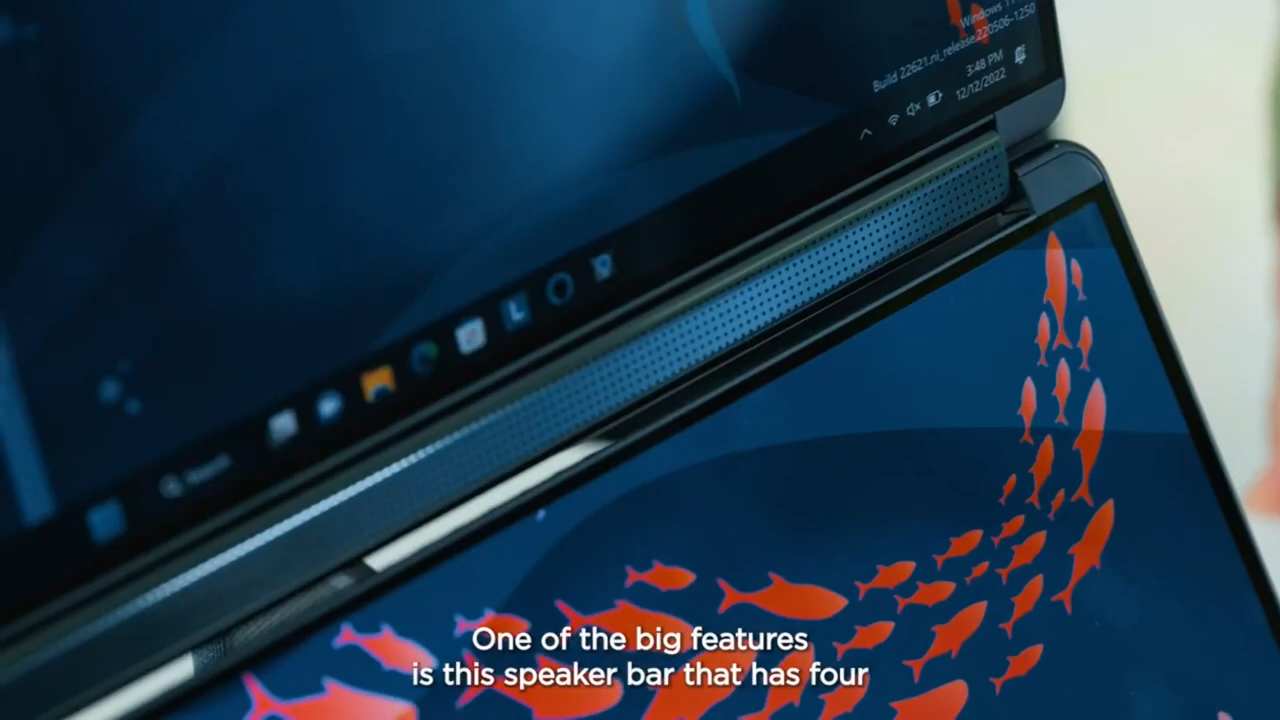 Windows 11
Build 22621.ni_release.220506-1250
3:48 PM
12/12/2022
Search
L
One of the big features
is this speaker bar that has four